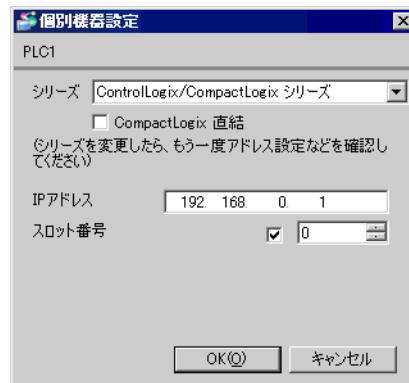 個別機器設定
PLC1
シリーズ ControlLogix/CompactLogix シリーズ
CompactLogix 直結
(シリーズを変更したら、もう一度アドレス設定などを確認し
てください)
IPアドレス 192. 168. 0. 1
スロット番号 0
OK(O) キャンセル